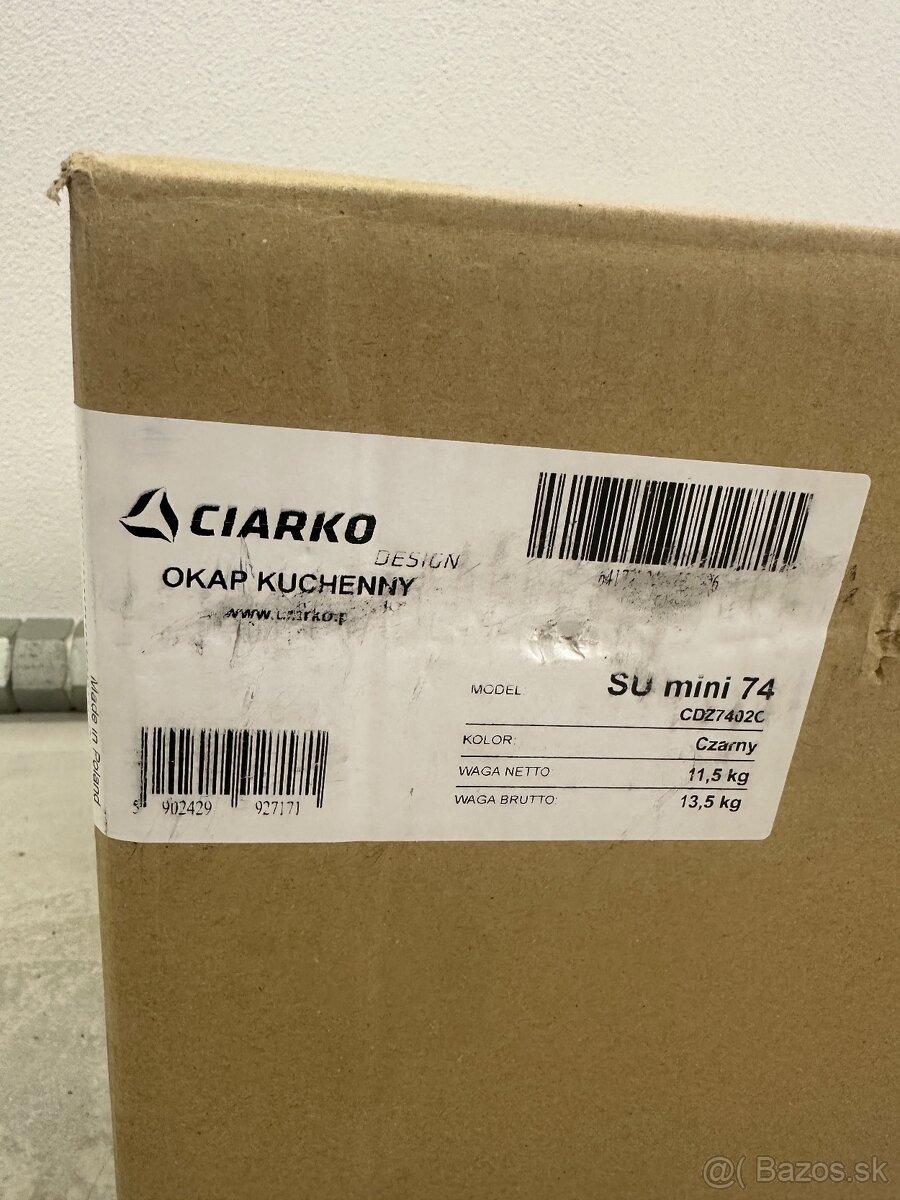 CIARKO
DESIGN
OKAP KUCHENNY
MODEL SU mini 74
CDZ7402C
KOLOR: Czarny
WAGA NETTO 11,5 kg
WAGA BRUTTO: 13,5 kg
5 902429 927171
Made in Poland
@( Bazos.sk